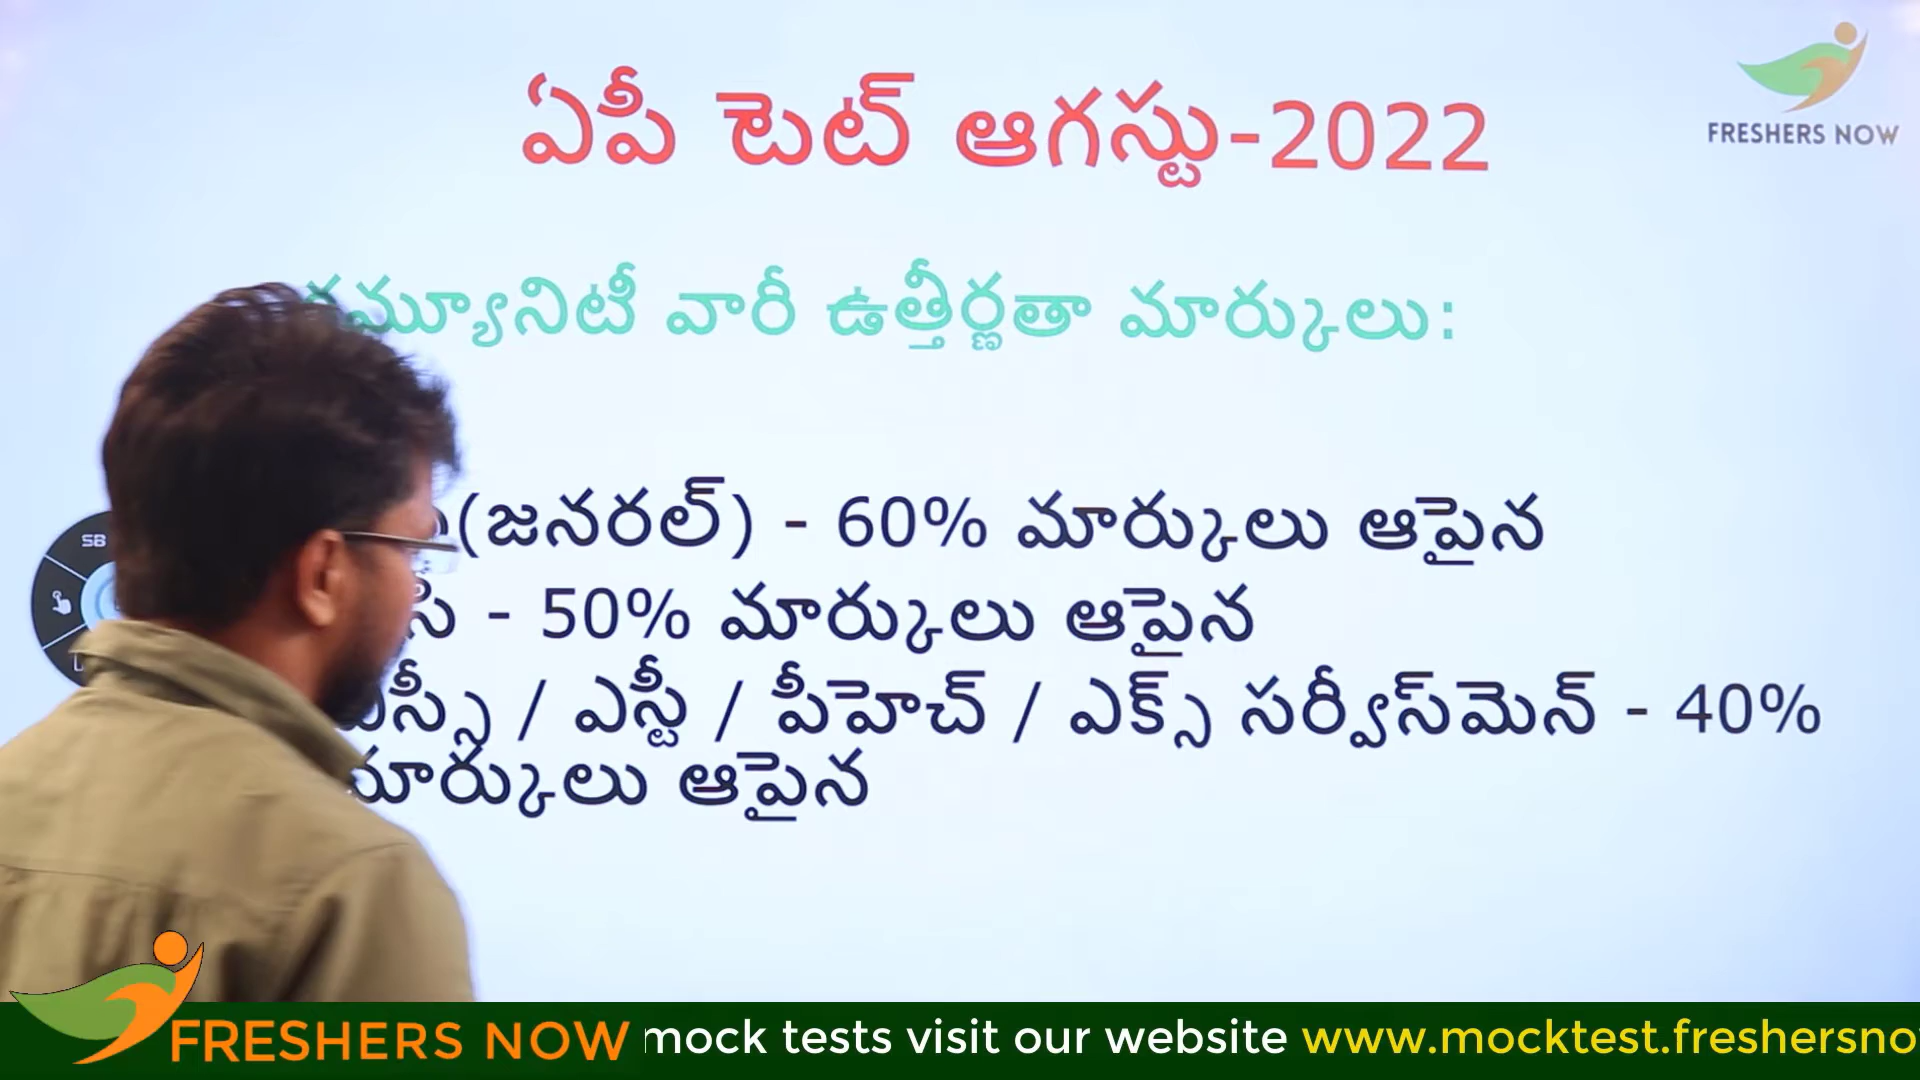 ఏపీ టెట్ ఆగస్టు-2022
FRESHERS NOW
వారీ ఉత్తీర్ణతా మార్కులు:
(జనరల్) - 60% మార్కులు ఆపైన
- 50% మార్కులు ఆపైన
/ ఎస్టీ / పీహెచ్ / ఎక్స్ సర్వీస్‌మెన్ - 40%
మార్కులు ఆపైన
SB
FRESHERS NOW
mock tests visit our website www.mocktest.freshersno